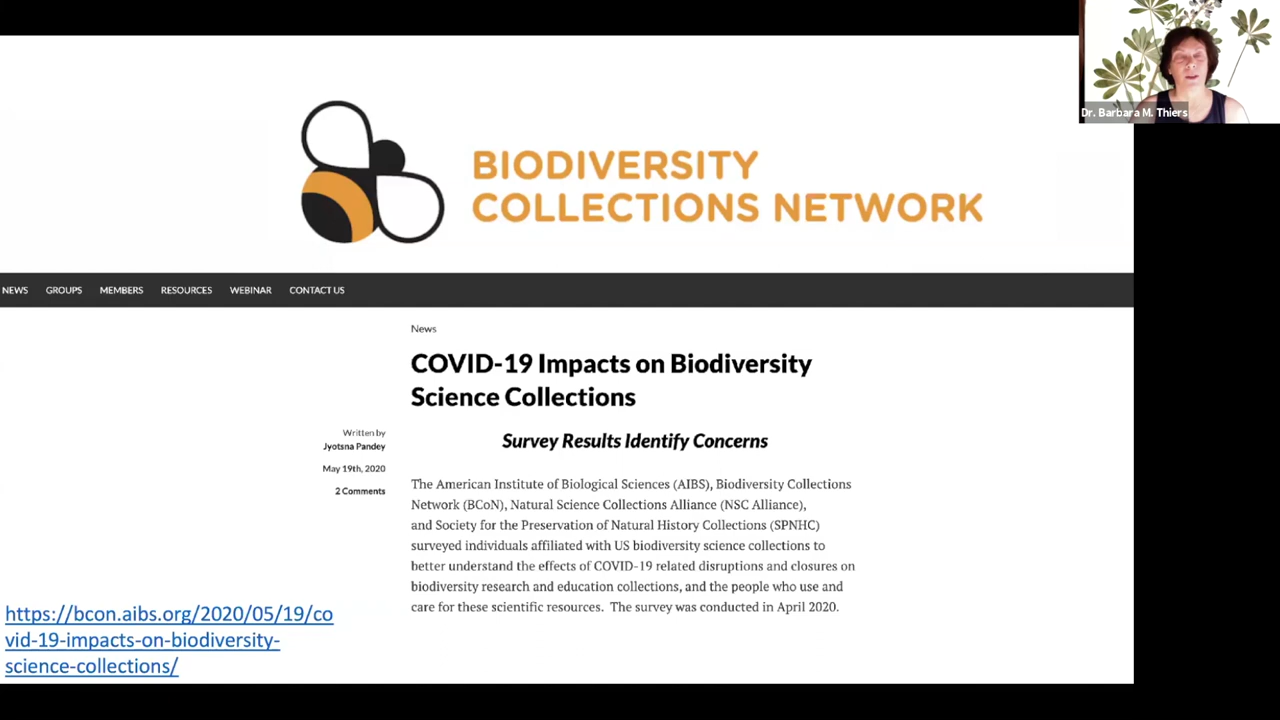 Dr. Barbara M. Thiers
BIODIVERSITY
COLLECTIONS NETWORK
NEWS GROUPS MEMBERS RESOURCES WEBINAR CONTACT US
News
COVID-19 Impacts on Biodiversity
Science Collections
Written by
Jyotsna Pandey
May 19th, 2020
2 Comments
Survey Results Identify Concerns
The American Institute of Biological Sciences (AIBS), Biodiversity Collections
Network (BCoN), Natural Science Collections Alliance (NSC Alliance),
and Society for the Preservation of Natural History Collections (SPNHC)
surveyed individuals affiliated with US biodiversity science collections to
better understand the effects of COVID-19 related disruptions and closures on
biodiversity research and education collections, and the people who use and
care for these scientific resources. The survey was conducted in April 2020.
https://bcon.aibs.org/2020/05/19/co
vid-19-impacts-on-biodiversity-
science-collections/